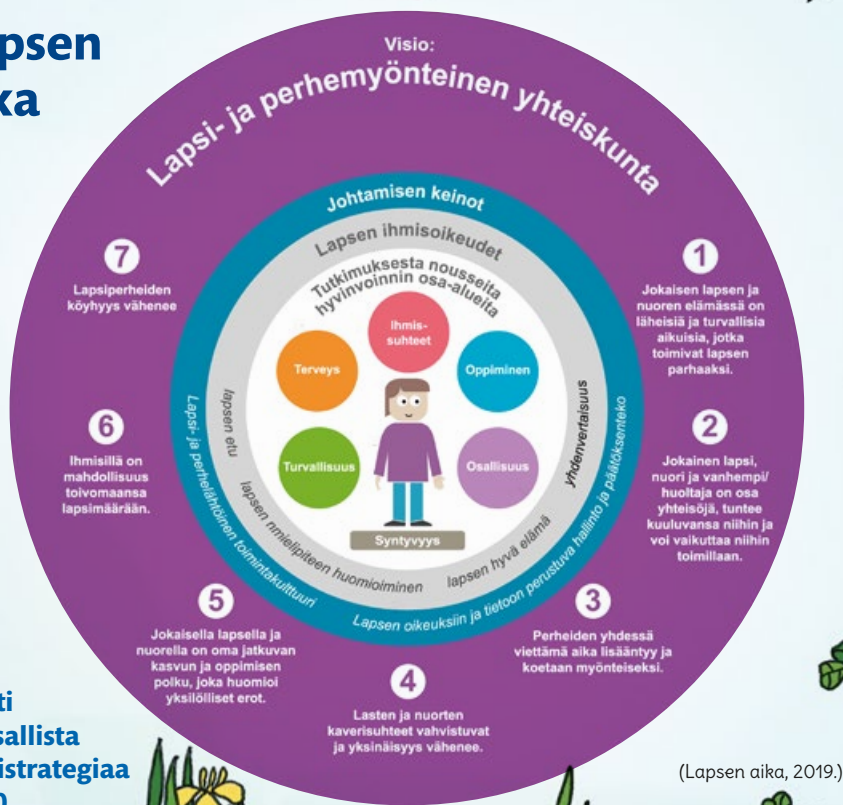 psen
ka
Visio:
Lapsi- ja perhemyönteinen yhteiskunta
Johtamisen keinot
Lapsen ihmisoikeudet
Tutkimuksesta nousseita
hyvinvoinnin osa-alueita
Ihmis-
suhteet
Terveys
Oppiminen
Turvallisuus
Osallisuus
Syntyvyys
lapsen etu
lapsen nmielipiteen huomioiminen
lapsen hyvä elämä
yhdenvertaisuus
Lapsi- ja perhelähtöinen toimintakulttuuri
Lapsen oikeuksiin ja tietoon perustuva hallinto ja päätöksenteko
1
Jokaisen lapsen ja
nuoren elämässä on
läheisiä ja turvallisia
aikuisia, jotka
toimivat lapsen
parhaaksi.
2
Jokainen lapsi,
nuori ja vanhempi/
huoltaja on osa
yhteisöjä, tuntee
kuuluvansa niihin ja
voi vaikuttaa niihin
toimillaan.
3
Perheiden yhdessä
viettämä aika lisääntyy ja
koetaan myönteiseksi.
4
Lasten ja nuorten
kaverisuhteet vahvistuvat
ja yksinäisyys vähenee.
5
Jokaisella lapsella ja
nuorella on oma jatkuvan
kasvun ja oppimisen
polku, joka huomioi
yksilölliset erot.
6
Ihmisillä on
mahdollisuus
toivomaansa
lapsimäärään.
7
Lapsiperheiden
köyhyys vähenee
ti
sallista
istrategiaa
(Lapsen aika, 2019.)